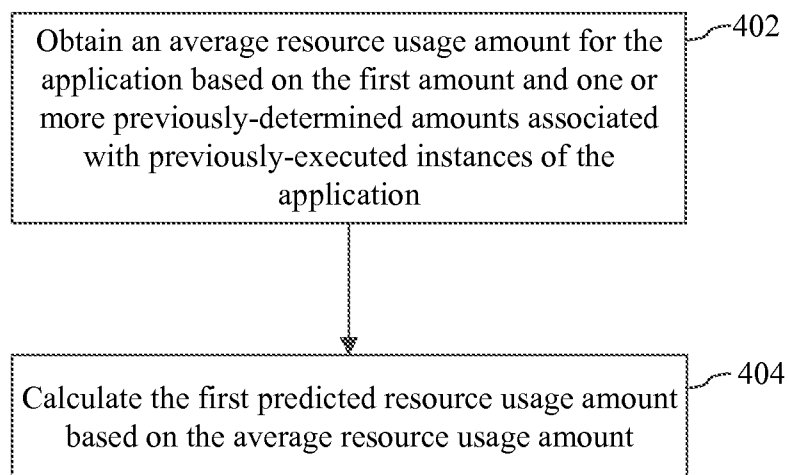 Obtain an average resource usage amount for the
application based on the first amount and one or
more previously-determined amounts associated
with previously-executed instances of the
application
402
Calculate the first predicted resource usage amount
based on the average resource usage amount
404